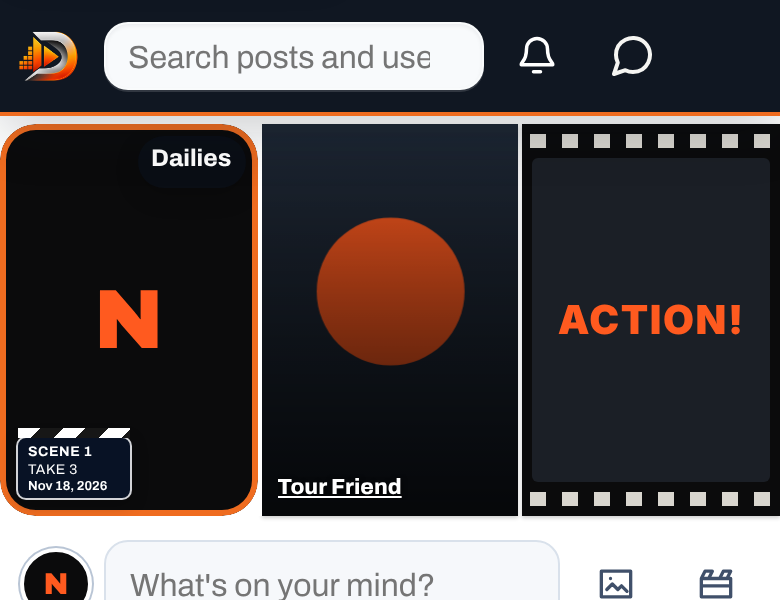 Search posts and use
Dailies
N
SCENE 1
TAKE 3
Nov 18, 2026
Tour Friend
ACTION!
N
What's on your mind?